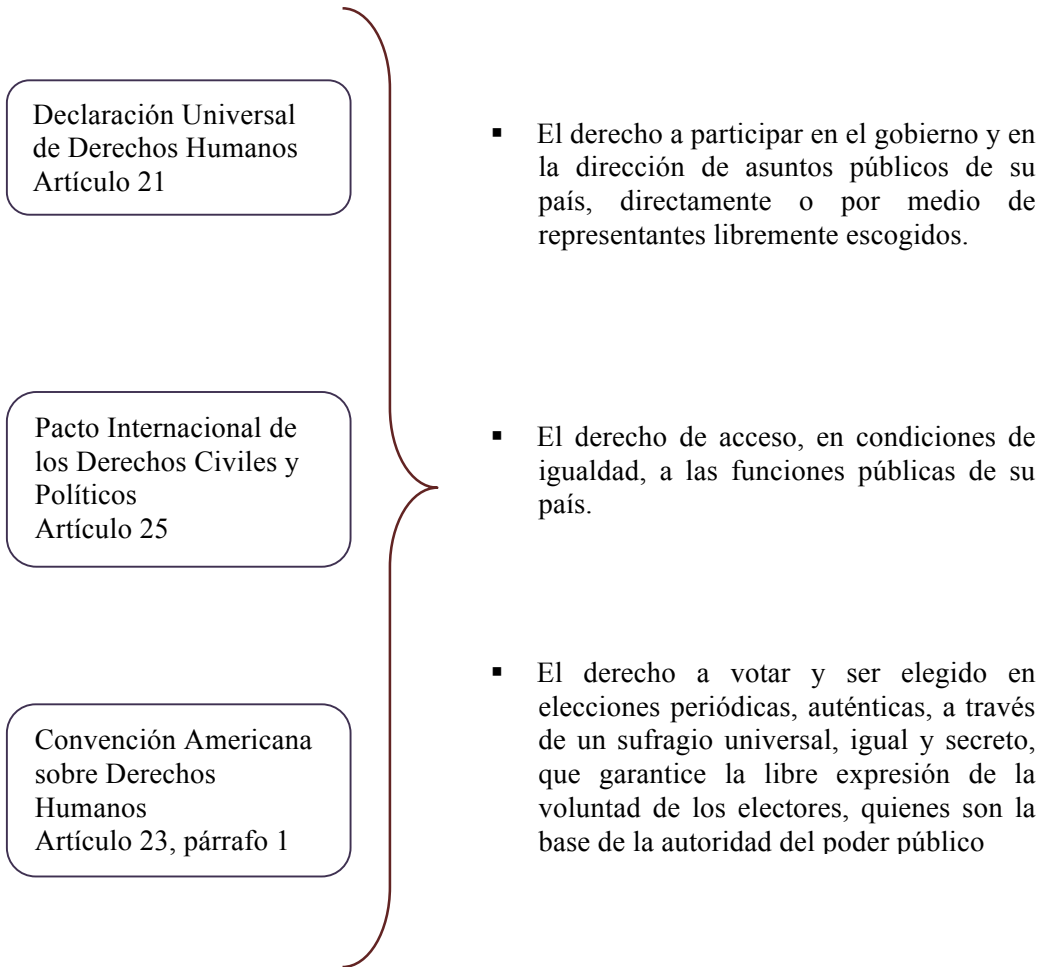 Declaración Universal
de Derechos Humanos
Artículo 21
▪ El derecho a participar en el gobierno y en
la dirección de asuntos públicos de su
país, directamente o por medio de
representantes libremente escogidos.
Pacto Internacional de
los Derechos Civiles y
Políticos
Artículo 25
▪ El derecho de acceso, en condiciones de
igualdad, a las funciones públicas de su
país.
Convención Americana
sobre Derechos
Humanos
Artículo 23, párrafo 1
▪ El derecho a votar y ser elegido en
elecciones periódicas, auténticas, a través
de un sufragio universal, igual y secreto,
que garantice la libre expresión de la
voluntad de los electores, quienes son la
base de la autoridad del poder público